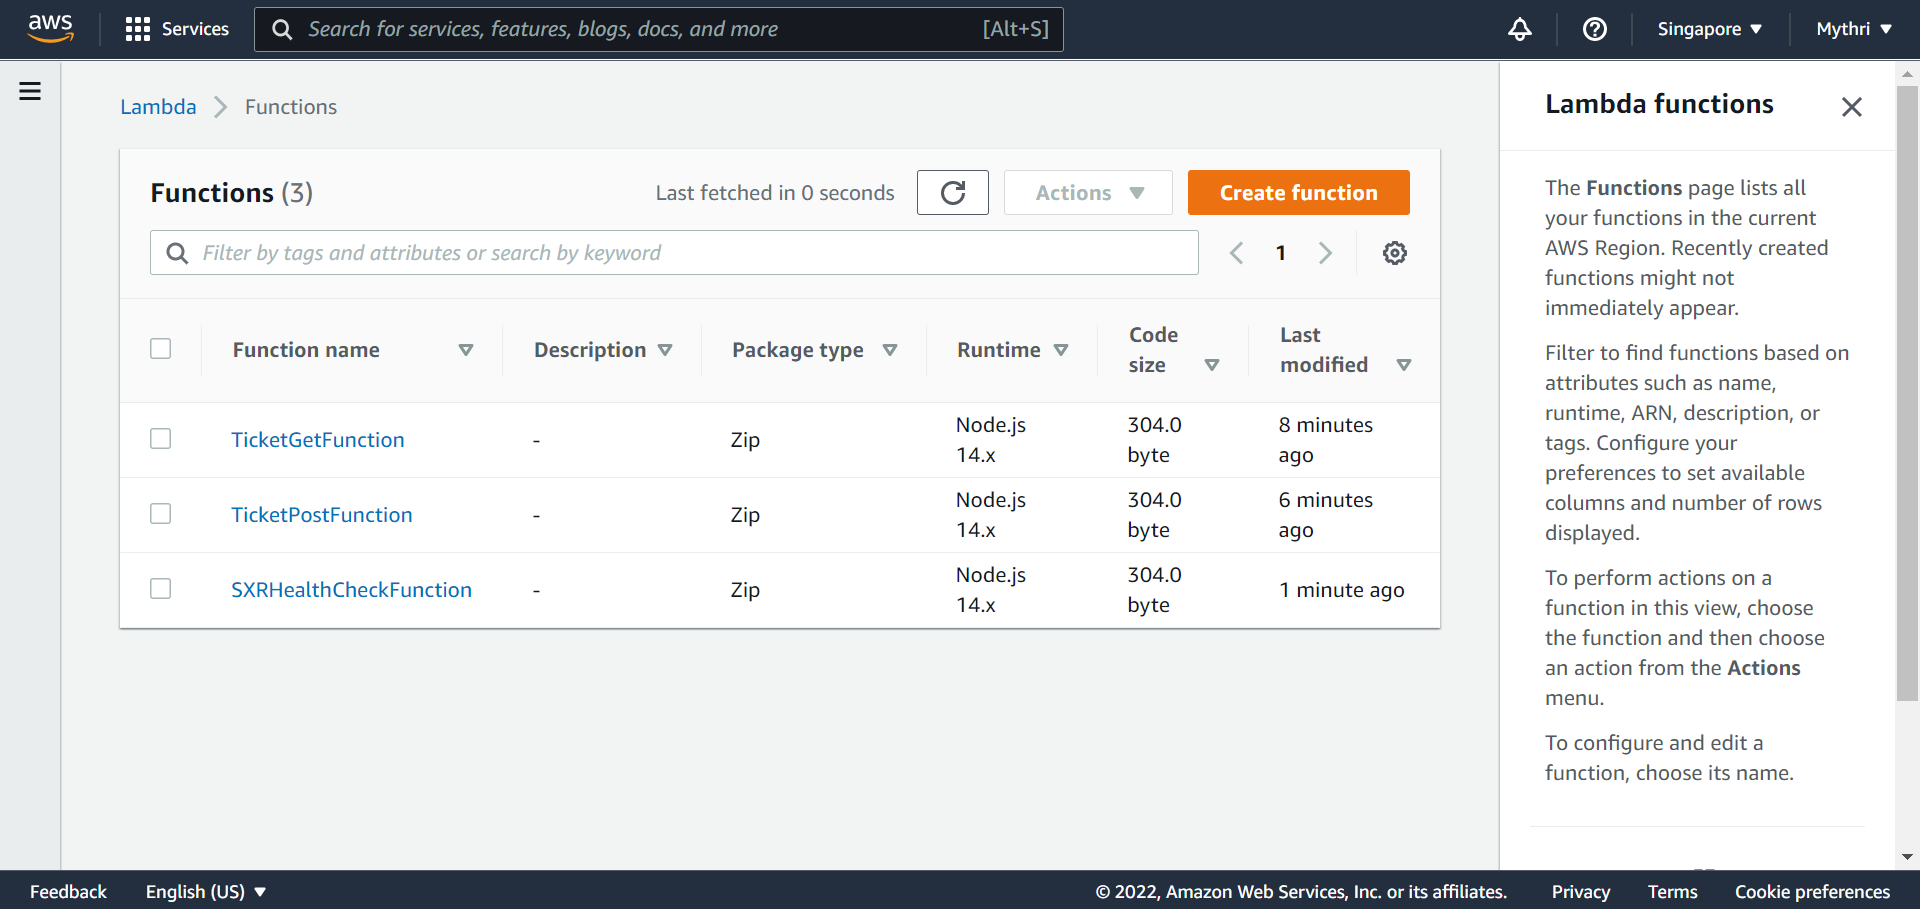 aws Services Search for services, features, blogs, docs, and more [Alt+S] Singapore Mythri
Lambda Functions
Functions (3) Last fetched in 0 seconds Actions Create function
Filter by tags and attributes or search by keyword 1
Function name Description Package type Runtime Code size Last modified
TicketGetFunction - Zip Node.js 14.x 304.0 byte 8 minutes ago
TicketPostFunction - Zip Node.js 14.x 304.0 byte 6 minutes ago
SXRHealthCheckFunction - Zip Node.js 14.x 304.0 byte 1 minute ago
Lambda functions
The Functions page lists all
your functions in the current
AWS Region. Recently created
functions might not
immediately appear.
Filter to find functions based on
attributes such as name,
runtime, ARN, description, or
tags. Configure your
preferences to set available
columns and number of rows
displayed.
To perform actions on a
function in this view, choose
the function and then choose
an action from the Actions
menu.
To configure and edit a
function, choose its name.
Feedback English (US) © 2022, Amazon Web Services, Inc. or its affiliates. Privacy Terms Cookie preferences